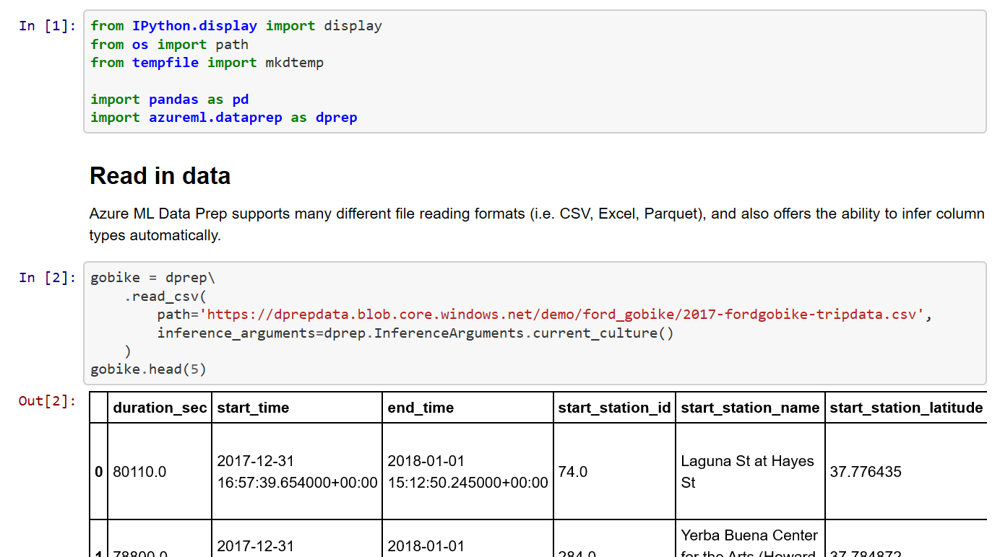 In [1]:
from IPython.display import display
from os import path
from tempfile import mkdtemp
import pandas as pd
import azureml.dataprep as dprep
Read in data
Azure ML Data Prep supports many different file reading formats (i.e. CSV, Excel, Parquet), and also offers the ability to infer column
types automatically.
In [2]:
gobike = dprep\
    .read_csv(
        path='https://dprepdata.blob.core.windows.net/demo/ford_gobike/2017-fordgobike-tripdata.csv',
        inference_arguments=dprep.InferenceArguments.current_culture()
    )
gobike.head(5)
Out[2]:
duration_sec start_time end_time start_station_id start_station_name start_station_latitude
0 80110.0 2017-12-31 16:57:39.654000+00:00 2018-01-01 15:12:50.245000+00:00 74.0 Laguna St at Hayes St 37.776435
1 78800.0 2017-12-31 2018-01-01 284.0 Yerba Buena Center for the Arts (Howard 37.784872